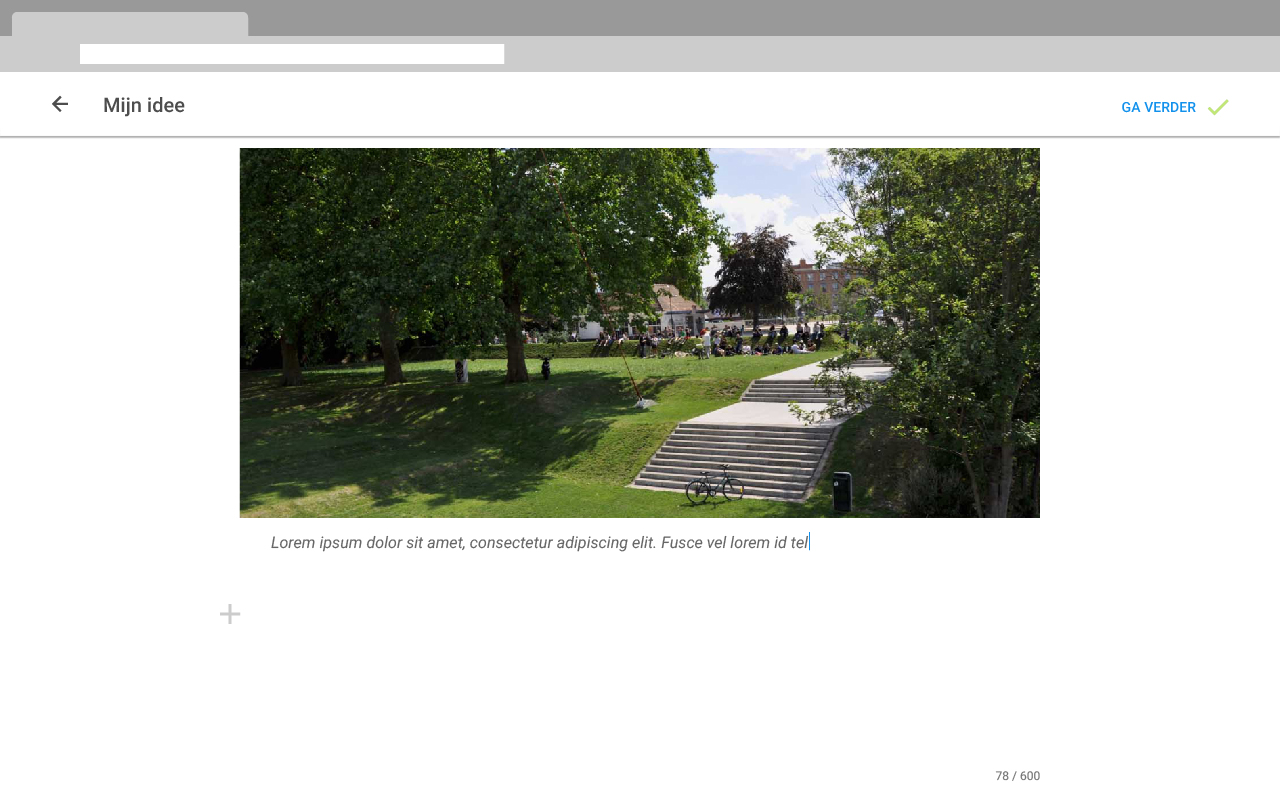 Mijn idee
GA VERDER
Lorem ipsum dolor sit amet, consectetur adipiscing elit. Fusce vel lorem id tel
78 / 600